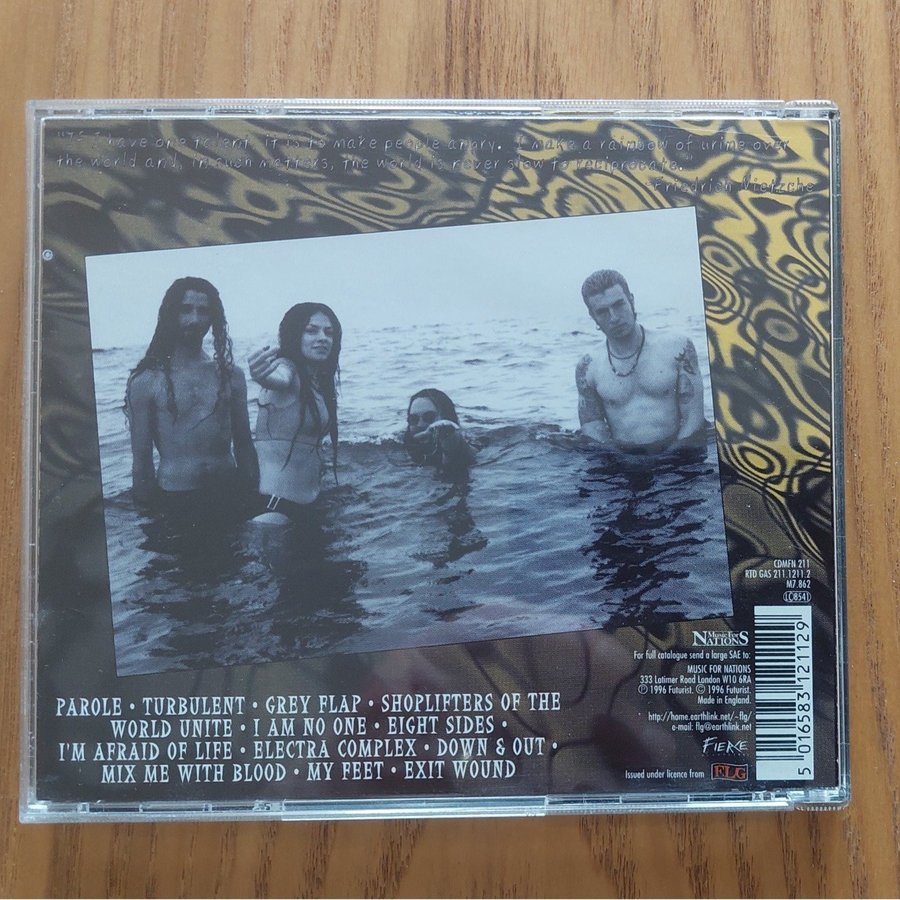 "If I have one talent, it is to make people angry. I make a rainbow of urine over
the world and, in such matters, the world is never slow to reciprocate."
-Friedrich Nietzche
CDMFN 211
RTD GAS 211.1211.2
M7.862
LC8541
Music For
NATIONS
For full catalogue send a large SAE to:
MUSIC FOR NATIONS
333 Latimer Road London W10 6RA
Ⓟ 1996 Futurist. © 1996 Futurist.
Made in England.
http://home.earthlink.net/~flg/
e-mail: flg@earthlink.net
FIERCE
Issued under licence from FLG
5 016583 121129
PAROLE • TURBULENT • GREY FLAP • SHOPLIFTERS OF THE
WORLD UNITE • I AM NO ONE • EIGHT SIDES •
I'M AFRAID OF LIFE • ELECTRA COMPLEX • DOWN & OUT •
MIX ME WITH BLOOD • MY FEET • EXIT WOUND